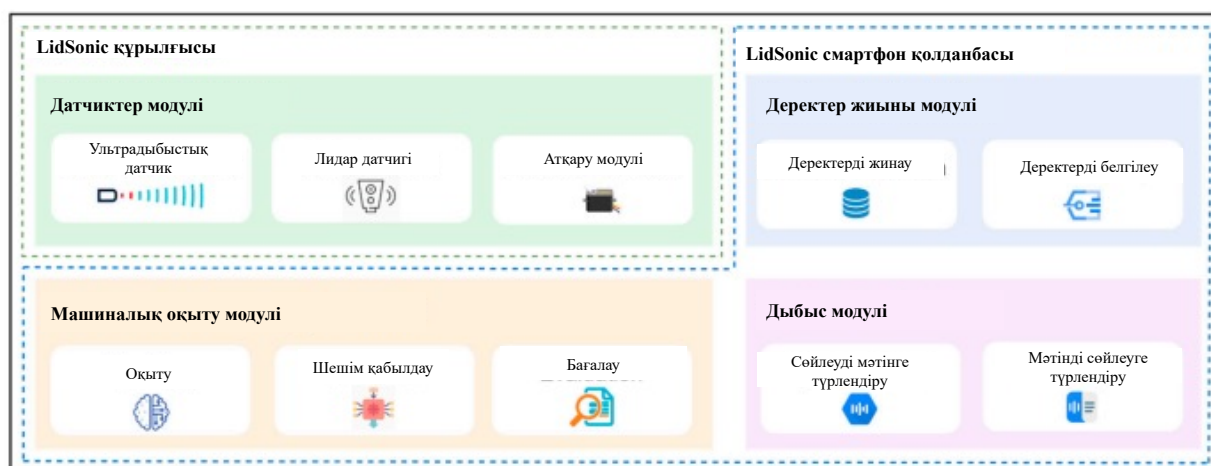 LidSonic құрылғысы
Датчиктер модулі
Ультрадыбыстық
датчик
Лидар датчигі
Атқару модулі
LidSonic смартфон қолданбасы
Деректер жиыны модулі
Деректерді жинау
Деректерді белгілеу
Машиналық оқыту модулі
Оқыту
Шешім қабылдау
Бағалау
Дыбыс модулі
Сөйлеуді мәтінге
түрлендіру
Мәтінді сөйлеуге
түрлендіру